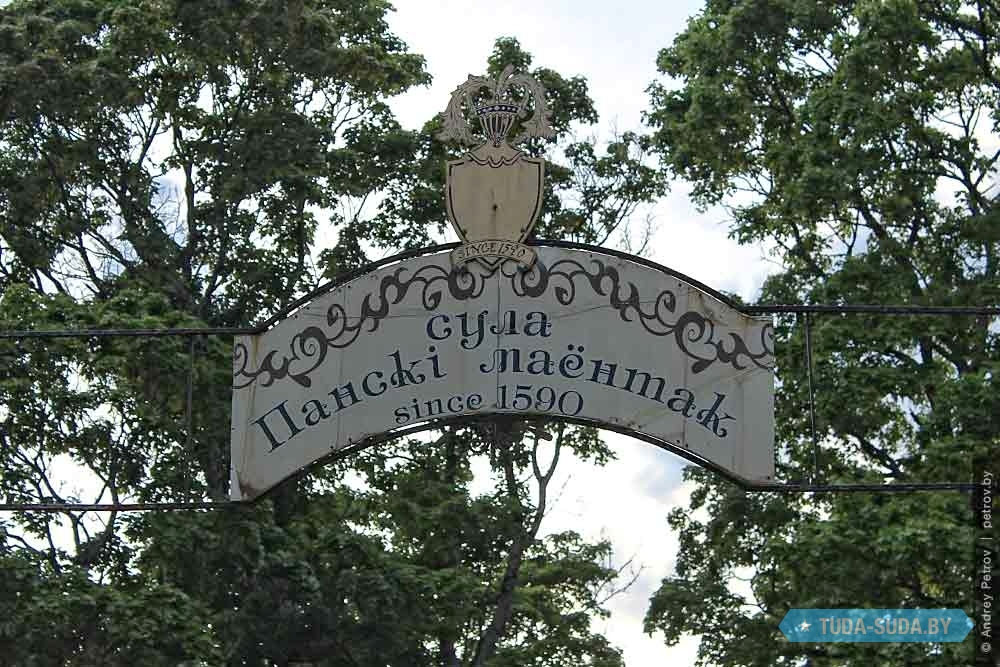 SINCE 1590
сула
Панскі маёнтак
since 1590
TUDA-SUDA.BY
© Andrey Petrov | petrov.by